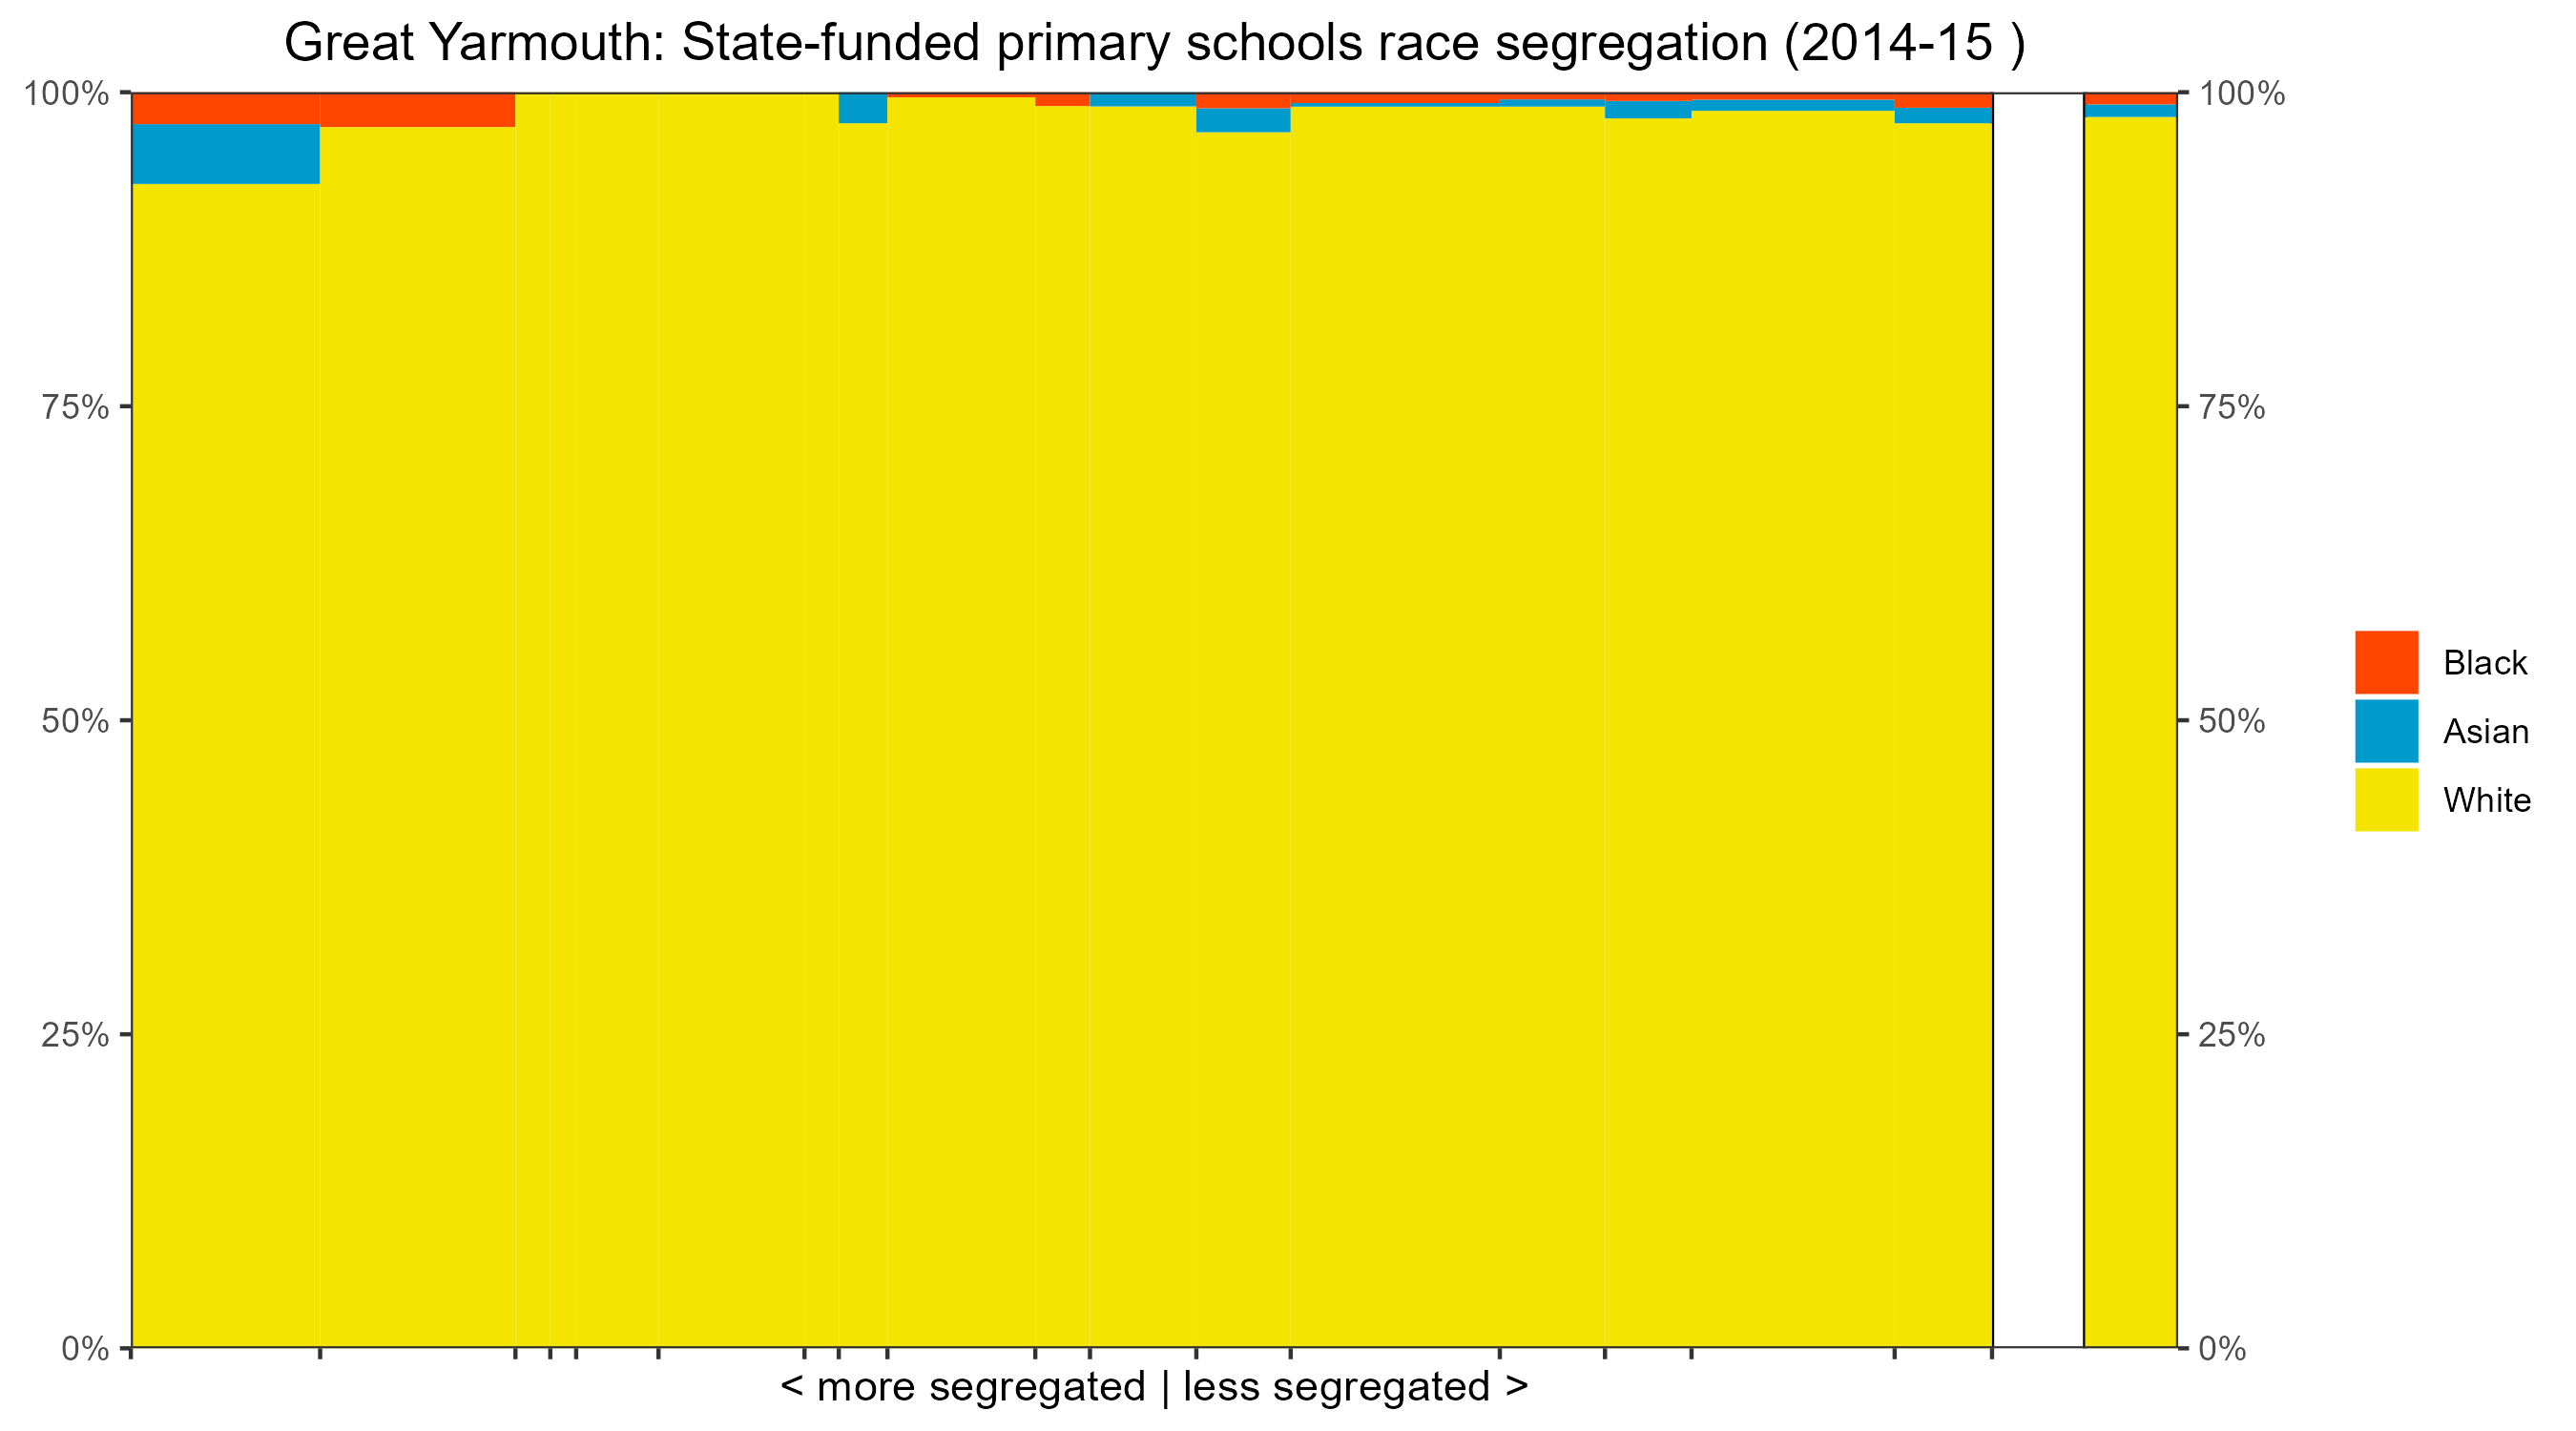 Great Yarmouth: State-funded primary schools race segregation (2014-15 )
100%
75%
50%
25%
0%
100%
75%
50%
25%
0%
Black
Asian
White
< more segregated | less segregated >